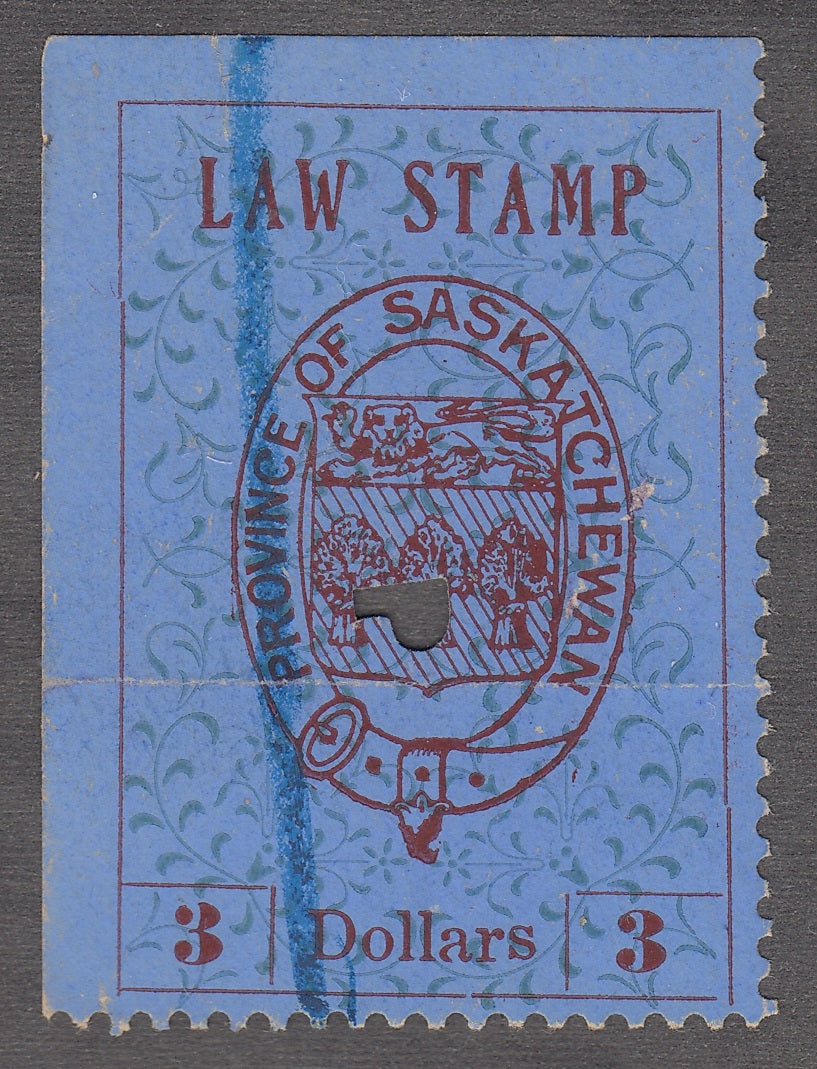 LAW STAMP
PROVINCE OF SASKATCHEWAN
3 Dollars 3